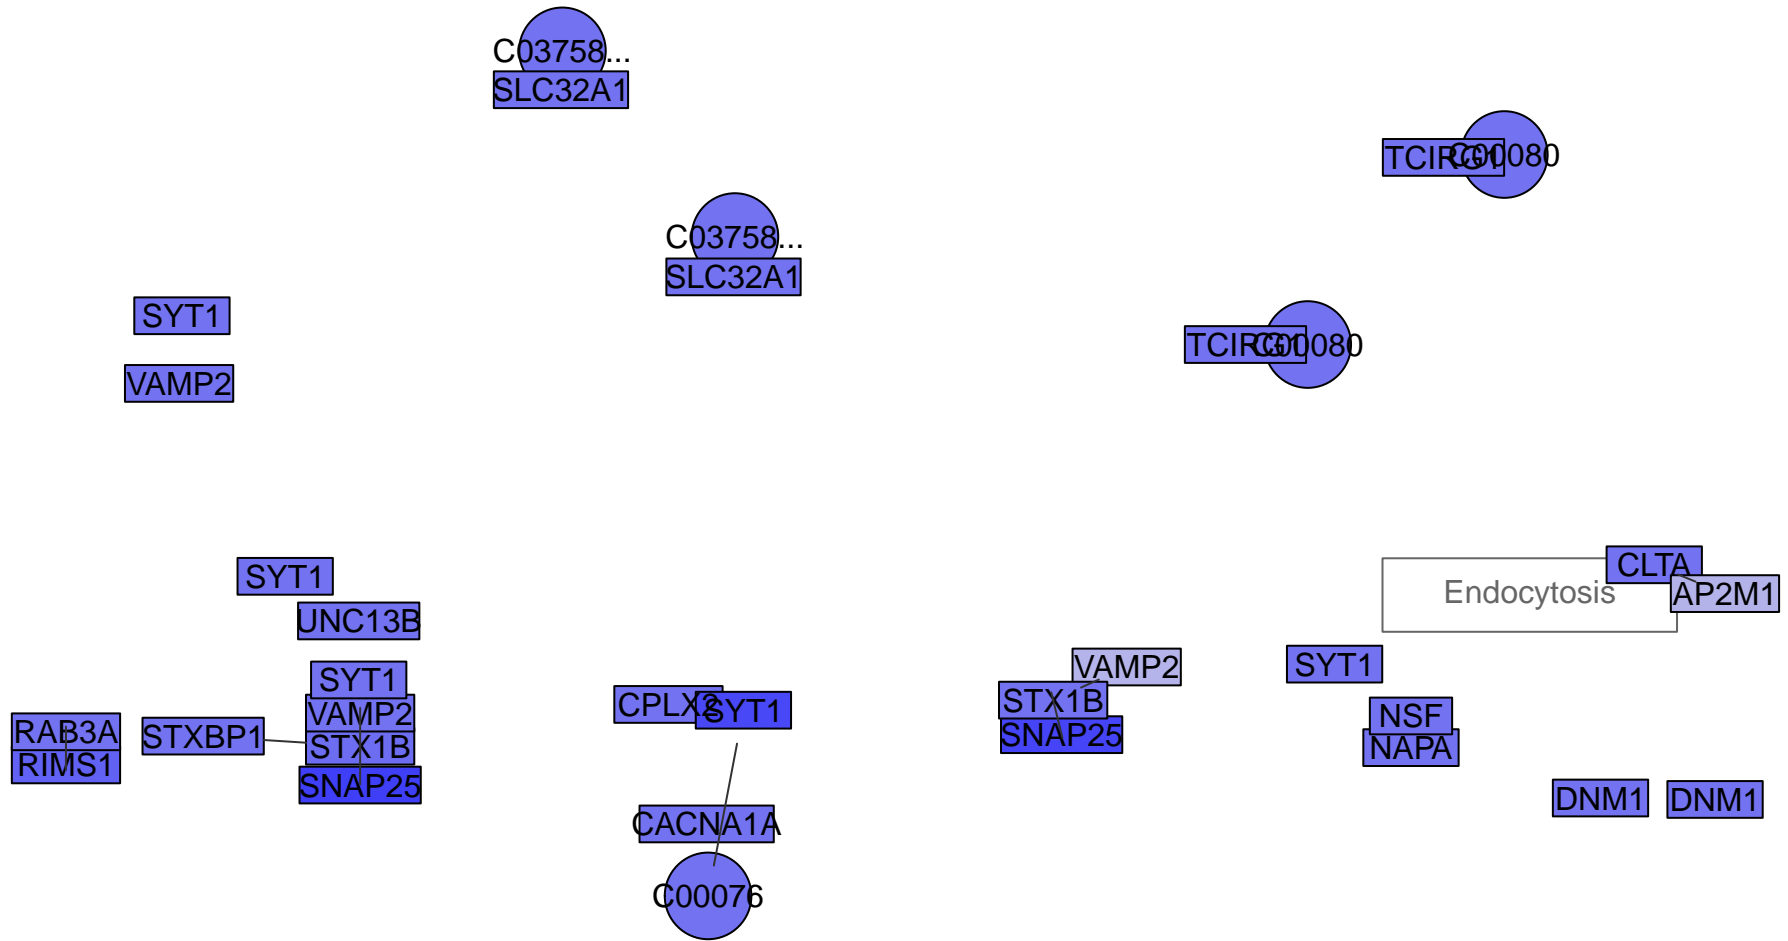 C03758...
SLC32A1
TCIRG1
C00080
C03758...
SLC32A1
SYT1
TCIRG1
C00080
VAMP2
SYT1
UNC13B
CLTA
AP2M1
Endocytosis
SYT1
VAMP2
STX1B
SNAP25
SYT1
VAMP2
STX1B
SNAP25
RAB3A
RIMS1
STXBP1
CPLX2
SYT1
NSF
NAPA
DNM1
DNM1
CACNA1A
C00076